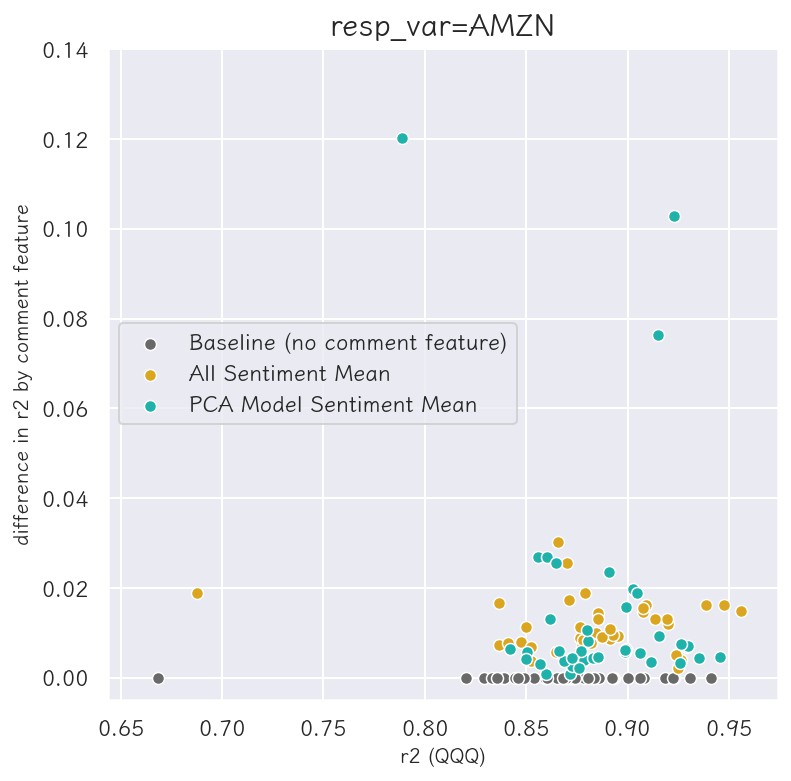 resp_var=AMZN
0.14
0.12
0.10
0.08
0.06
0.04
0.02
0.00
difference in r2 by comment feature
Baseline (no comment feature)
All Sentiment Mean
PCA Model Sentiment Mean
0.65 0.70 0.75 0.80 0.85 0.90 0.95
r2 (QQQ)